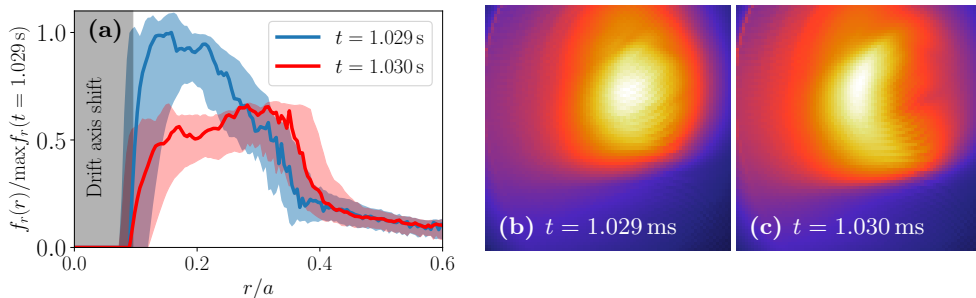 (a)
t = 1.029 s
t = 1.030 s
1.0
0.5
0.0
f_r(r)/max f_r(t = 1.029 s)
Drift axis shift
0.0 0.2 0.4 0.6
r/a
(b) t = 1.029 ms
(c) t = 1.030 ms